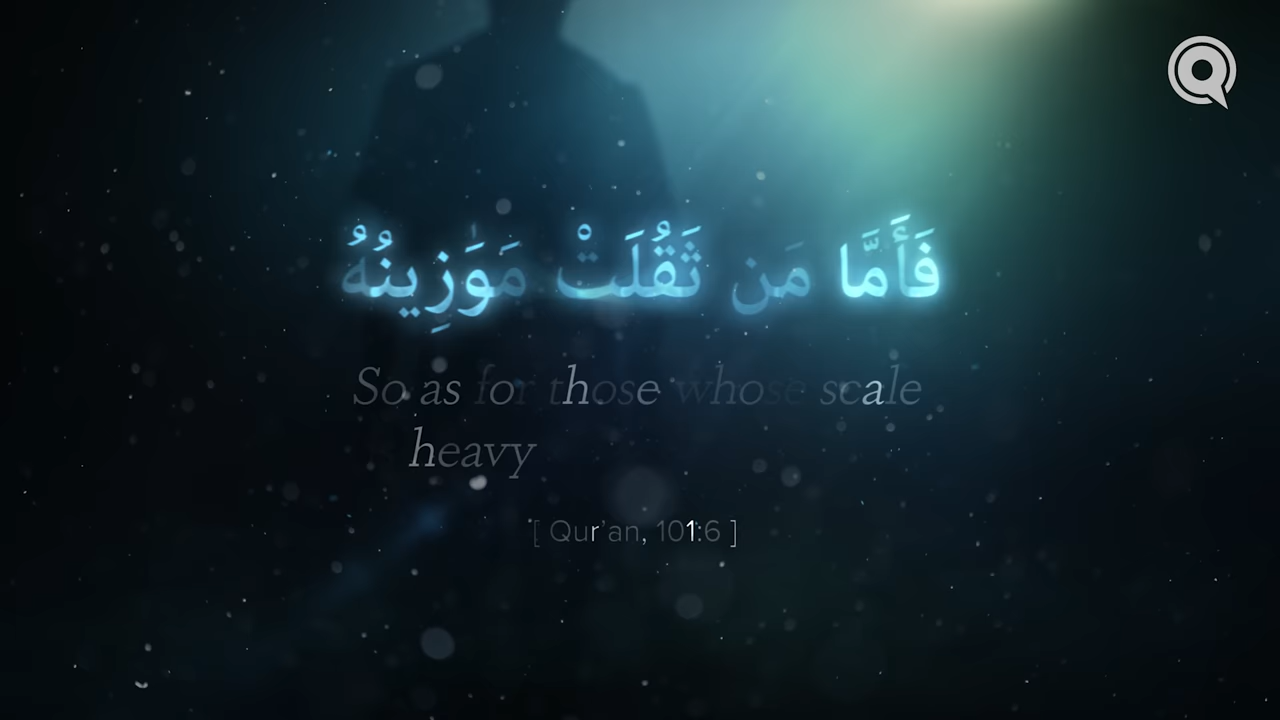 فَأَمَّا مَن ثَقُلَتْ مَوَٰزِينُهُ
So as for those whose scale
heavy
[ Qur’an, 101:6 ]